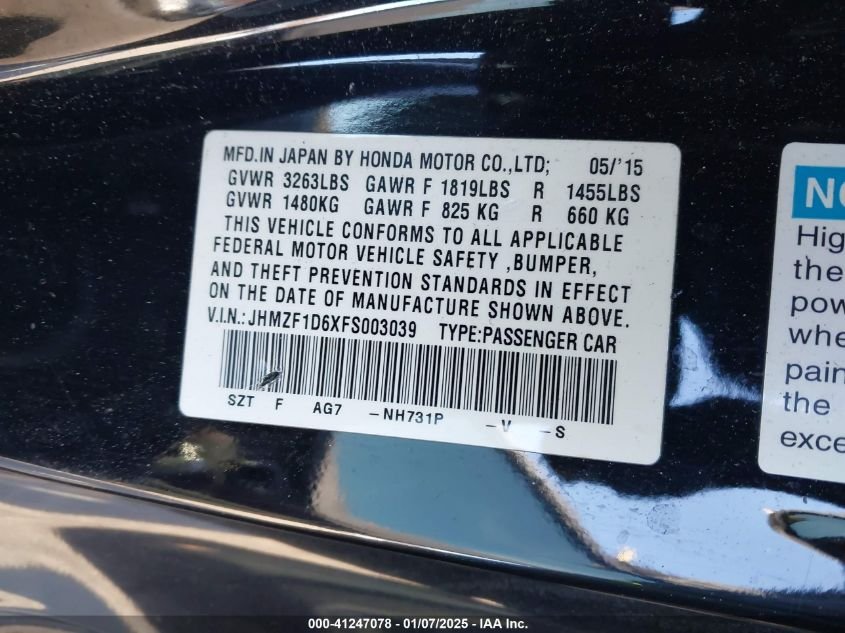 MFD.IN JAPAN BY HONDA MOTOR CO.,LTD; 05/'15
GVWR 3263LBS GAWR F 1819LBS R 1455LBS
GVWR 1480KG GAWR F 825 KG R 660 KG
THIS VEHICLE CONFORMS TO ALL APPLICABLE
FEDERAL MOTOR VEHICLE SAFETY ,BUMPER,
AND THEFT PREVENTION STANDARDS IN EFFECT
ON THE DATE OF MANUFACTURE SHOWN ABOVE.
V.I.N.:JHMZF1D6XFS003039 TYPE:PASSENGER CAR
SZT F AG7 -NH731P -V -S
NO
Hig
the
pow
whe
pain
the
exce
000-41247078 - 01/07/2025 - IAA Inc.